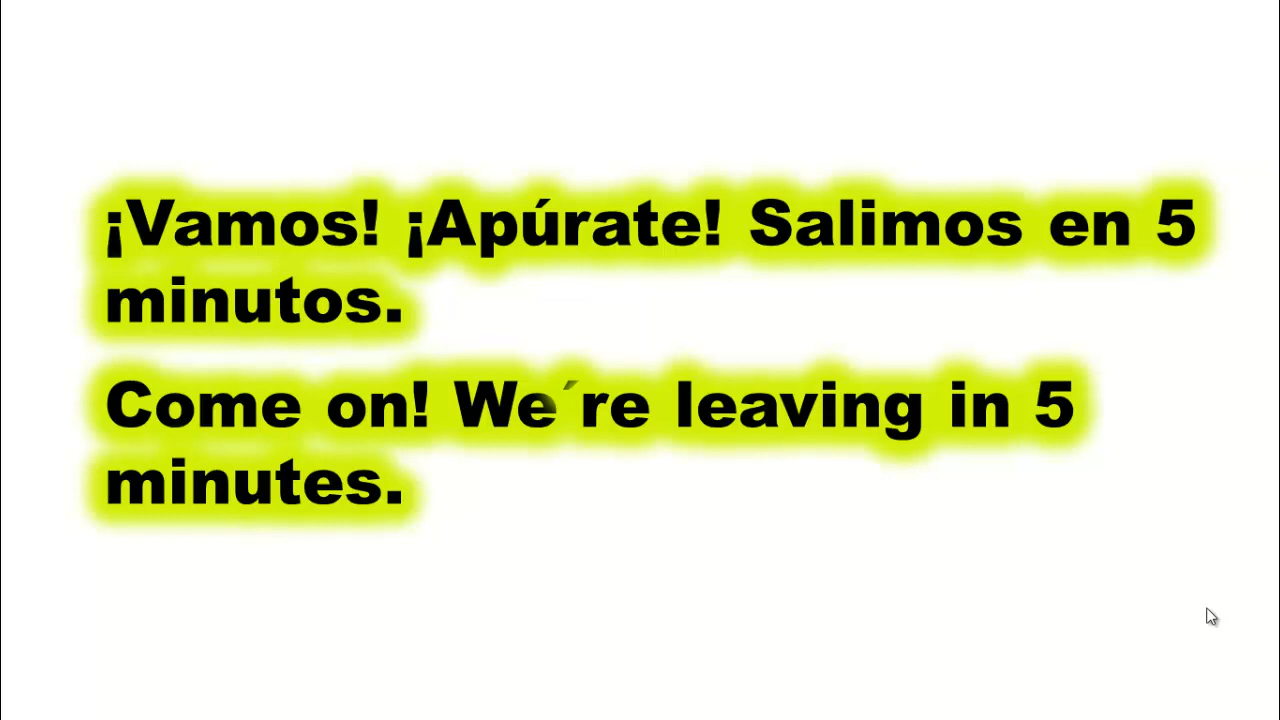 ¡Vamos! ¡Apúrate! Salimos en 5
minutos.
Come on! We´re leaving in 5
minutes.